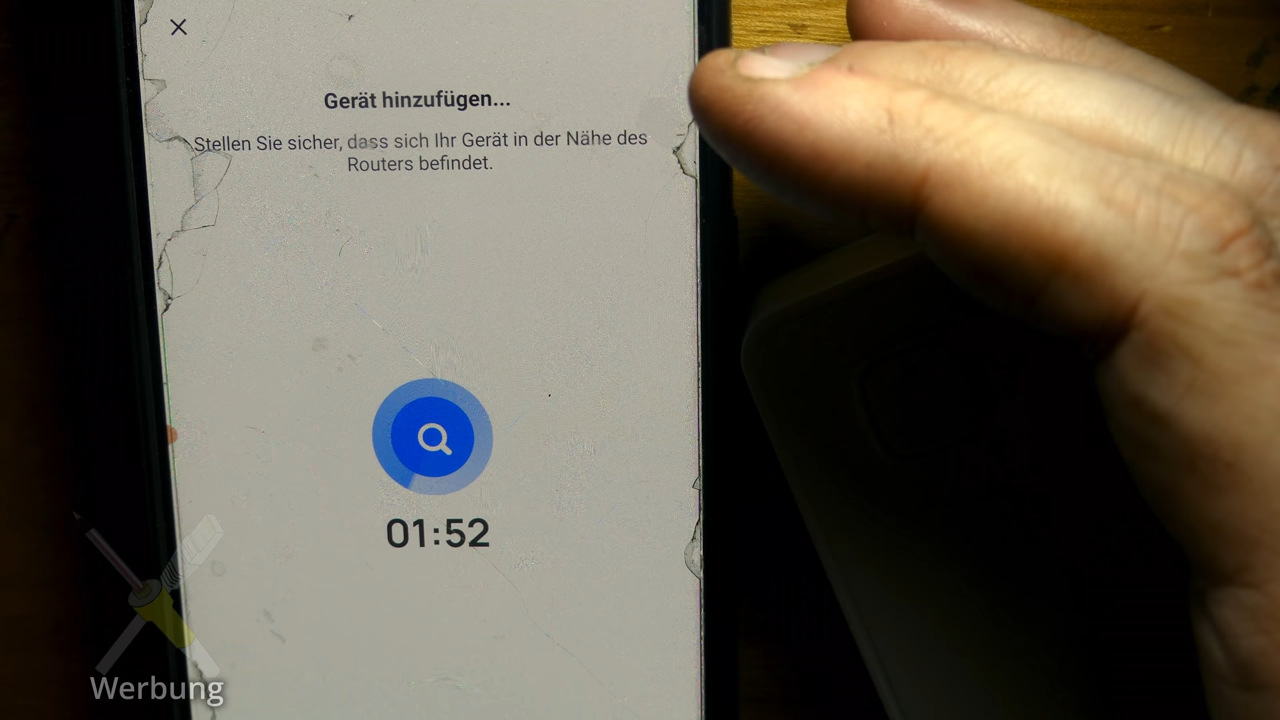 Gerät hinzufügen...
Stellen Sie sicher, dass sich Ihr Gerät in der Nähe des
Routers befindet.
01:52
Werbung